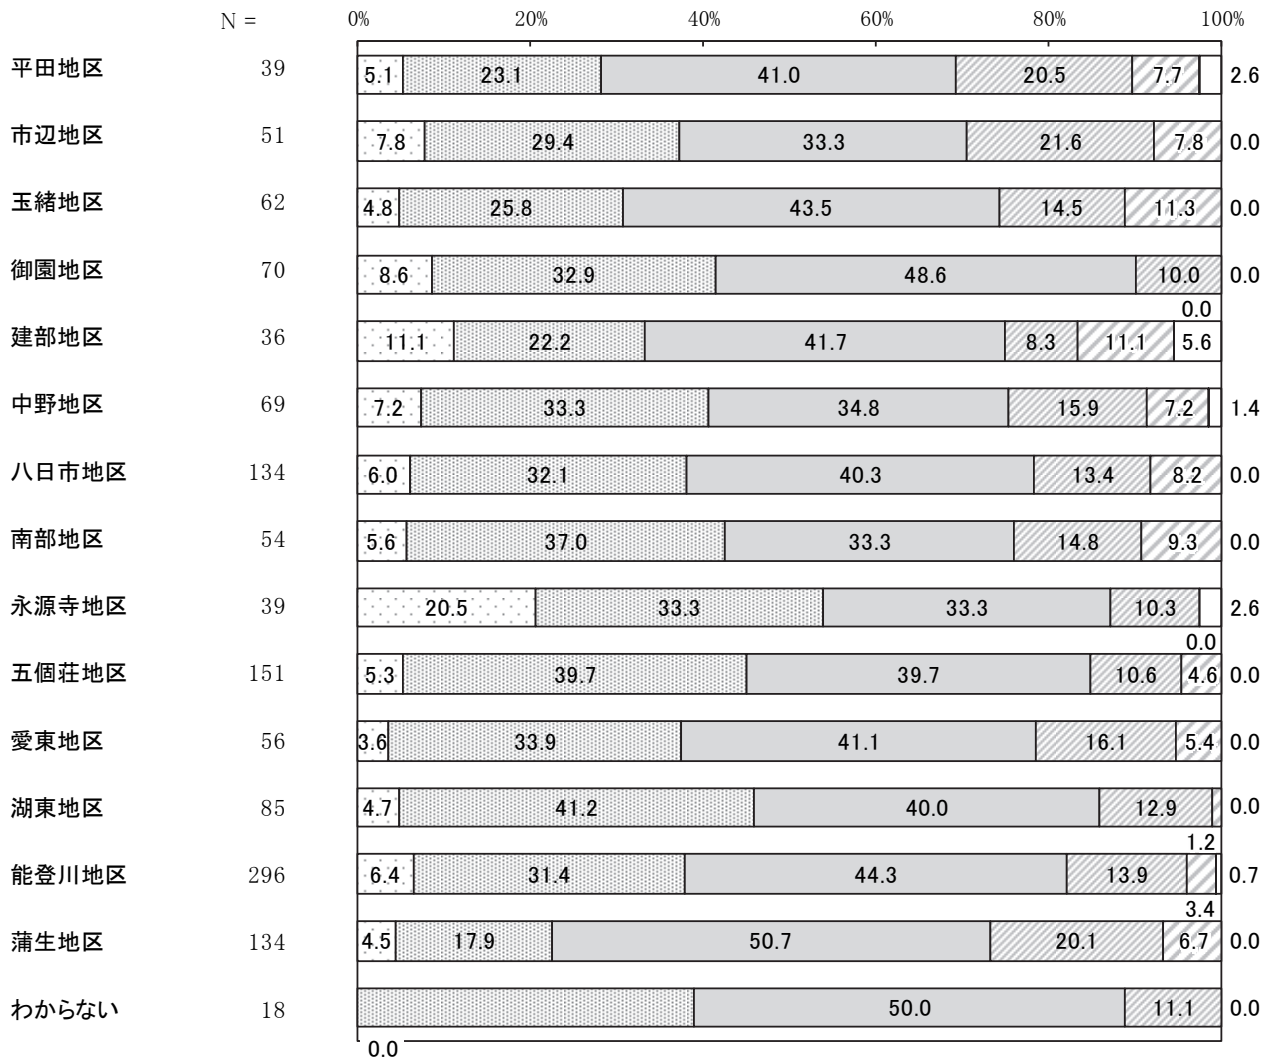 N = 0% 20% 40% 60% 80% 100%
平田地区 39 5.1 23.1 41.0 20.5 7.7 2.6
市辺地区 51 7.8 29.4 33.3 21.6 7.8 0.0
玉緒地区 62 4.8 25.8 43.5 14.5 11.3 0.0
御園地区 70 8.6 32.9 48.6 10.0 0.0
0.0
建部地区 36 11.1 22.2 41.7 8.3 11.1 5.6
中野地区 69 7.2 33.3 34.8 15.9 7.2 1.4
八日市地区 134 6.0 32.1 40.3 13.4 8.2 0.0
南部地区 54 5.6 37.0 33.3 14.8 9.3 0.0
永源寺地区 39 20.5 33.3 33.3 10.3 2.6
0.0
五個荘地区 151 5.3 39.7 39.7 10.6 4.6 0.0
愛東地区 56 3.6 33.9 41.1 16.1 5.4 0.0
湖東地区 85 4.7 41.2 40.0 12.9 0.0
1.2
能登川地区 296 6.4 31.4 44.3 13.9 0.7
3.4
蒲生地区 134 4.5 17.9 50.7 20.1 6.7 0.0
わからない 18 50.0 11.1 0.0
0.0